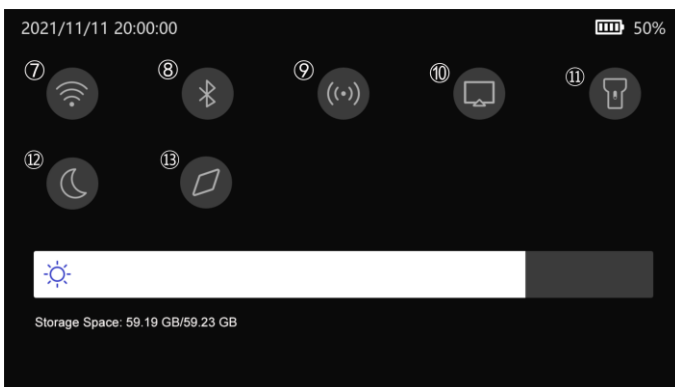 2021/11/11 20:00:00 50%
⑦ ⑧ ⑨ ⑩ ⑪
⑫ ⑬
Storage Space: 59.19 GB/59.23 GB